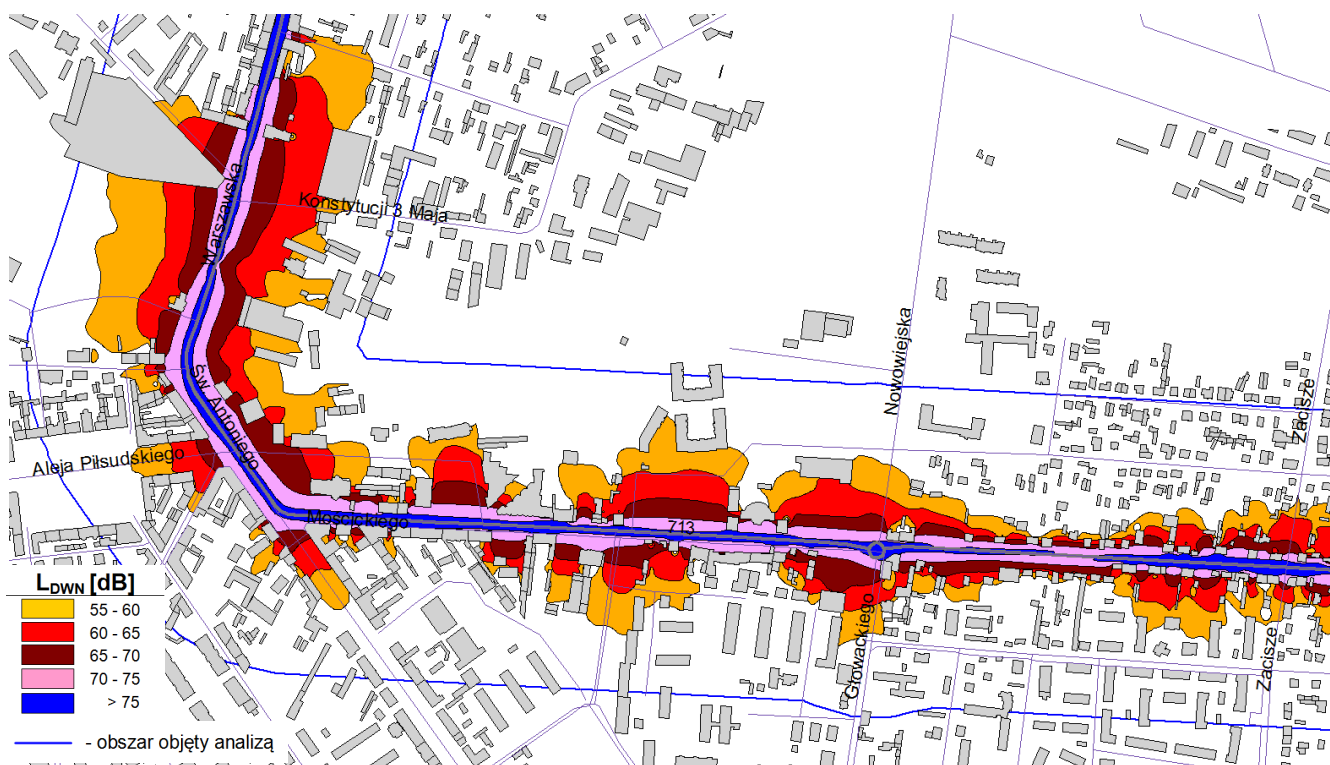 Warszawska
Konstytucji 3 Maja
Nowowiejska
Zacisze
Św. Antoniego
Aleja Piłsudskiego
Mościckiego
713
Głowackiego
Zacisze
LDWN [dB]
55 - 60
60 - 65
65 - 70
70 - 75
> 75
- obszar objęty analizą